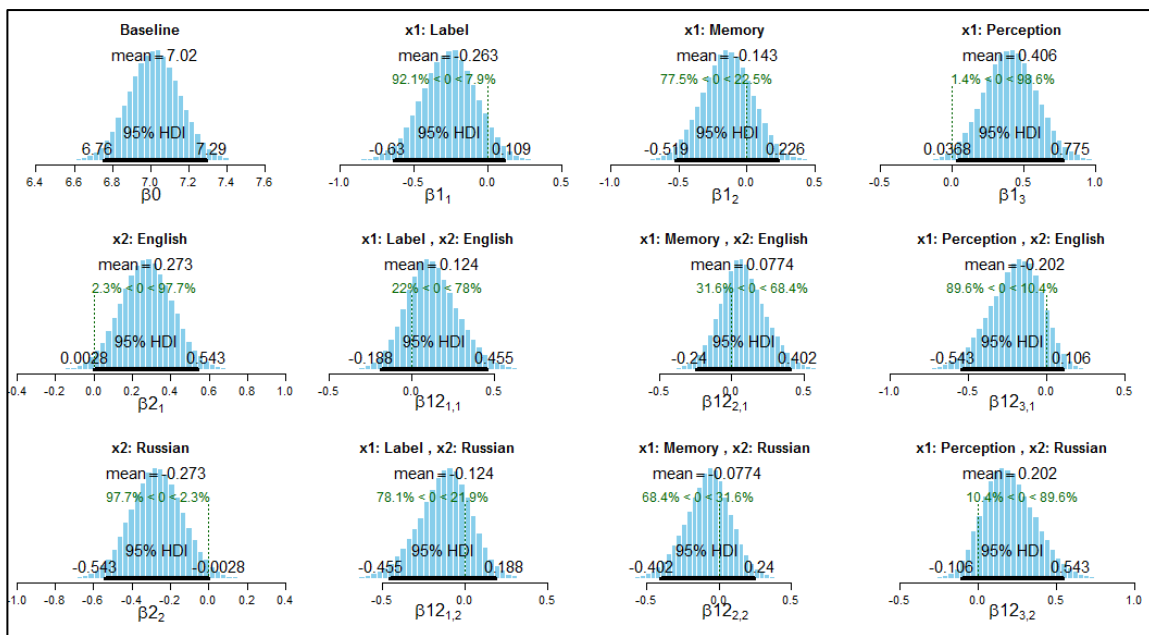 Baseline
mean = 7.02
95% HDI
6.76 7.29
6.4 6.6 6.8 7.0 7.2 7.4 7.6
β0
x1: Label
mean = -0.263
92.1% < 0 < 7.9%
95% HDI
-0.63 0.109
-1.0 -0.5 0.0 0.5
β1₁
x1: Memory
mean = -0.143
77.5% < 0 < 22.5%
95% HDI
-0.519 0.226
-1.0 -0.5 0.0 0.5
β1₂
x1: Perception
mean = 0.406
1.4% < 0 < 98.6%
95% HDI
0.0368 0.775
-0.5 0.0 0.5 1.0
β1₃
x2: English
mean = 0.273
2.3% < 0 < 97.7%
95% HDI
0.0028 0.543
-0.4 -0.2 0.0 0.2 0.4 0.6 0.8 1.0
β2₁
x1: Label , x2: English
mean = 0.124
22% < 0 < 78%
95% HDI
-0.188 0.455
-0.5 0.0 0.5
β12₁,₁
x1: Memory , x2: English
mean = 0.0774
31.6% < 0 < 68.4%
95% HDI
-0.24 0.402
-0.5 0.0 0.5
β12₂,₁
x1: Perception , x2: English
mean = -0.202
89.6% < 0 < 10.4%
95% HDI
-0.543 0.106
-1.0 -0.5 0.0 0.5
β12₃,₁
x2: Russian
mean = -0.273
97.7% < 0 < 2.3%
95% HDI
-0.543 -0.0028
-1.0 -0.8 -0.6 -0.4 -0.2 0.0 0.2 0.4
β2₂
x1: Label , x2: Russian
mean = -0.124
78.1% < 0 < 21.9%
95% HDI
-0.455 0.188
-0.5 0.0 0.5
β12₁,₂
x1: Memory , x2: Russian
mean = -0.0774
68.4% < 0 < 31.6%
95% HDI
-0.402 0.24
-0.5 0.0 0.5
β12₂,₂
x1: Perception , x2: Russian
mean = 0.202
10.4% < 0 < 89.6%
95% HDI
-0.106 0.543
-0.5 0.0 0.5 1.0
β12₃,₂